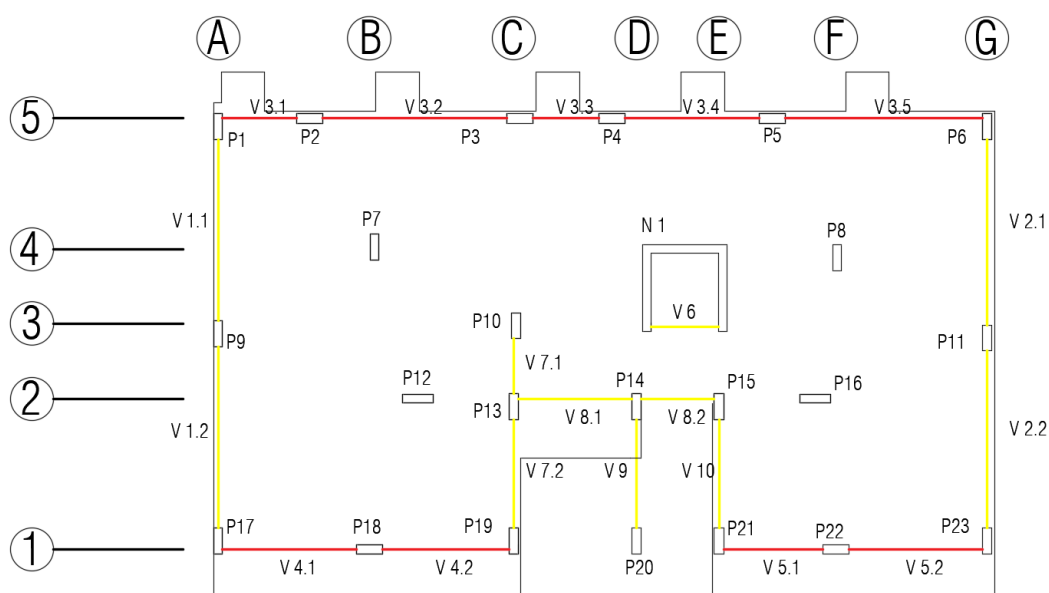 A B C D E F G
V 3.1 V 3.2 V 3.3 V 3.4 V 3.5
5
P1 P2 P3 P4 P5 P6
V 1.1 P7 N 1 P8 V 2.1
4
3
P10 V 6
P9 P11
V 7.1
P12 P14 P15 P16
2
P13 V 8.1 V 8.2
V 1.2 V 2.2
V 7.2 V 9 V 10
P17 P18 P19 P21 P22 P23
1
V 4.1 V 4.2 P20 V 5.1 V 5.2